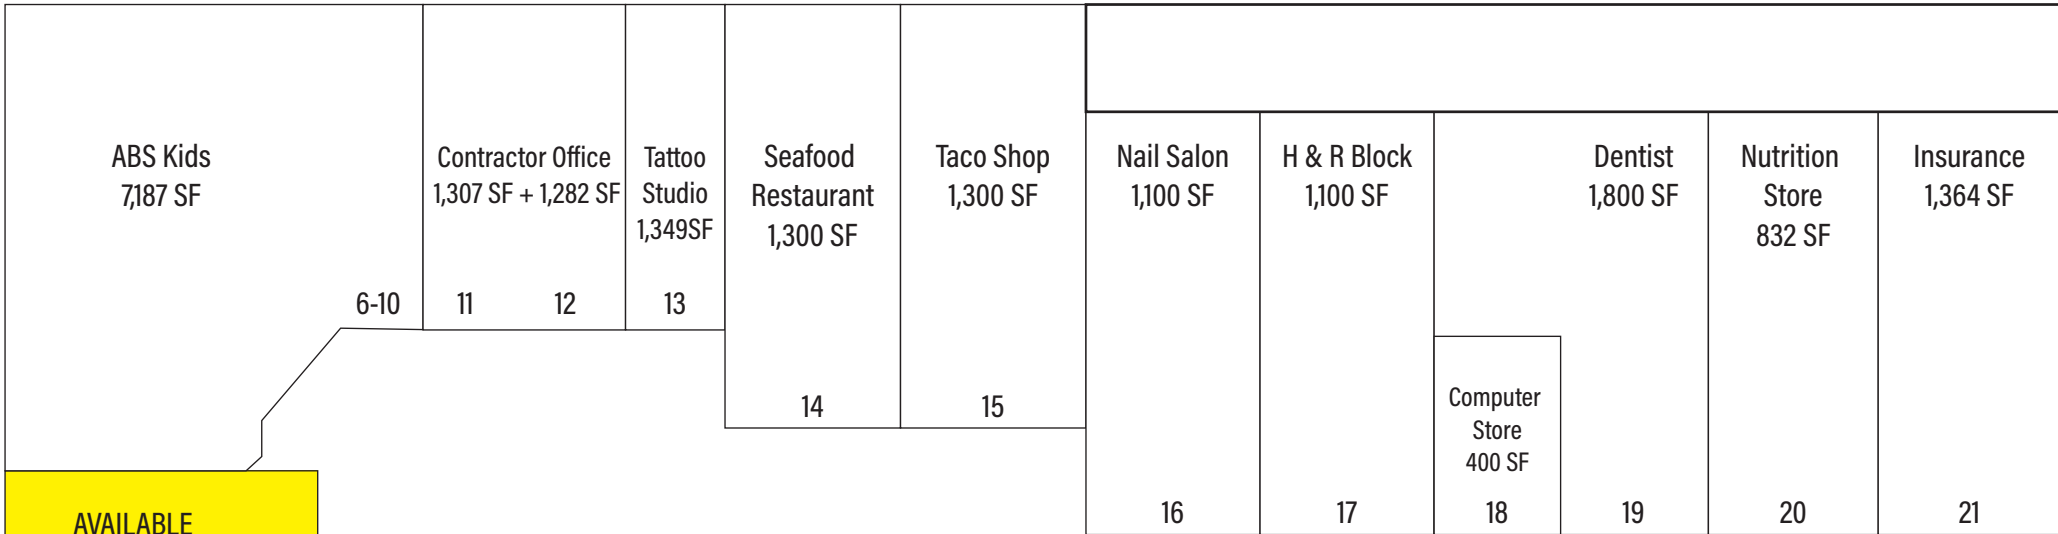 ABS Kids
7,187 SF
6-10
Contractor Office
1,307 SF + 1,282 SF
11
12
Tattoo
Studio
1,349SF
13
Seafood
Restaurant
1,300 SF
14
Taco Shop
1,300 SF
15
Nail Salon
1,100 SF
16
H & R Block
1,100 SF
17
Computer
Store
400 SF
18
Dentist
1,800 SF
19
Nutrition
Store
832 SF
20
Insurance
1,364 SF
21
AVAILABLE